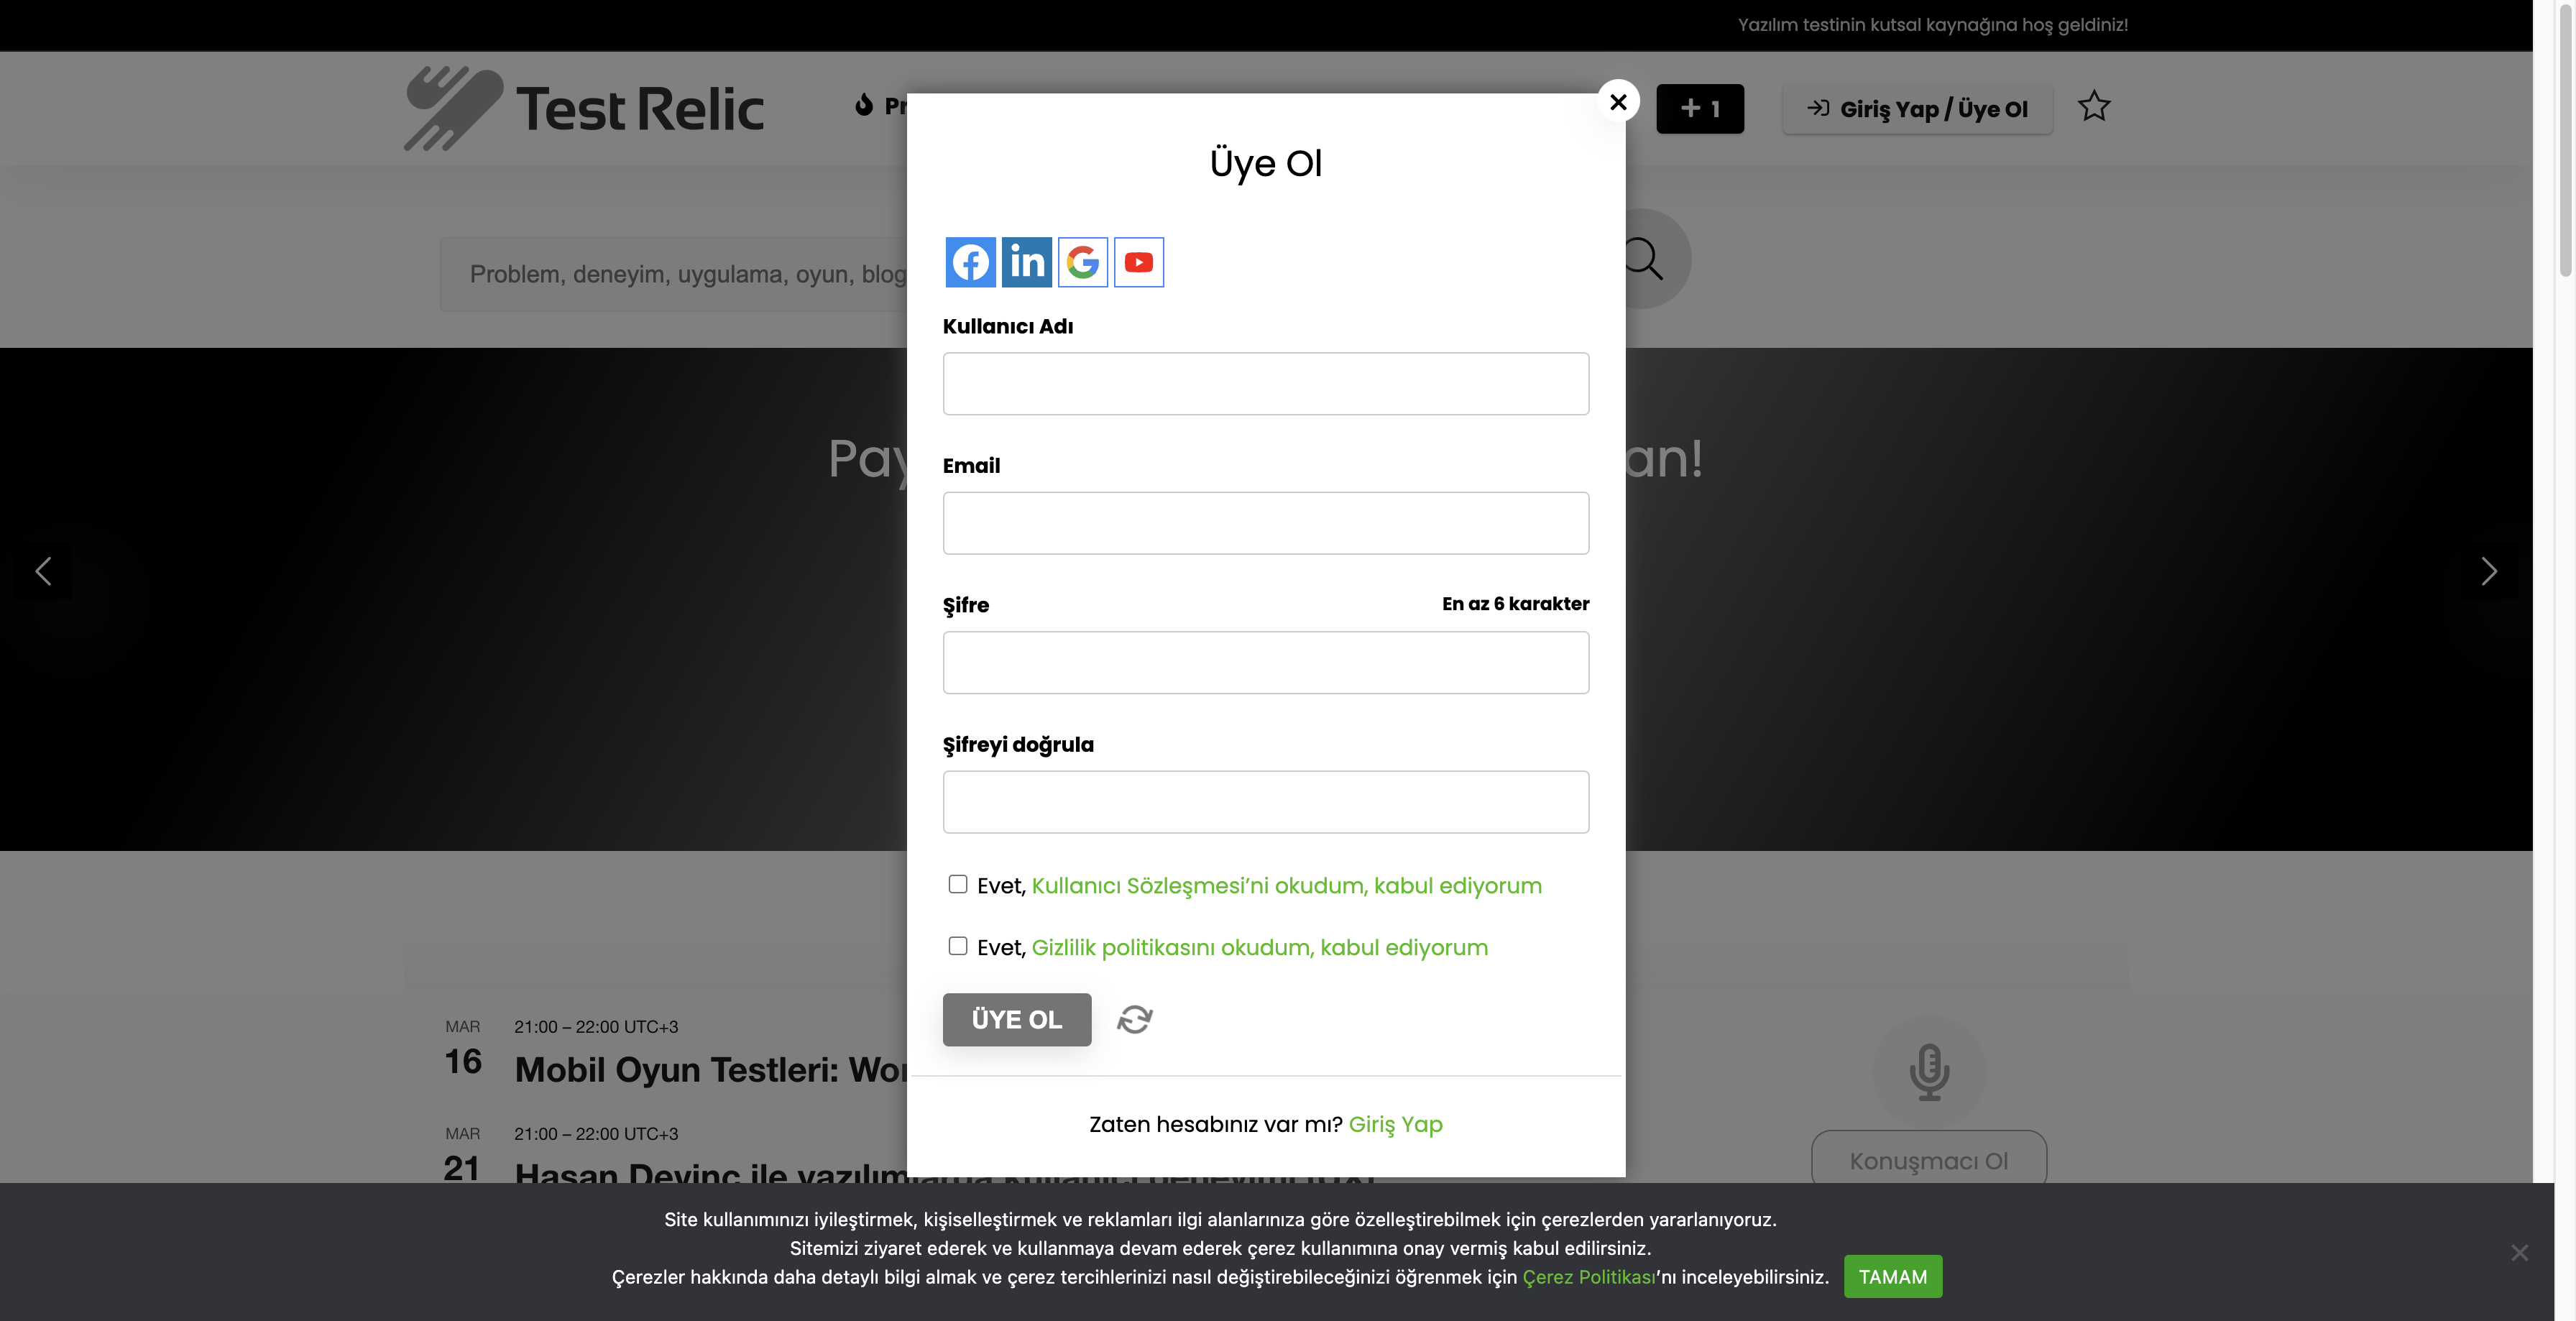 Yazılım testinin kutsal kaynağına hoş geldiniz!
Test Relic
Pr
+ 1
Giriş Yap / Üye Ol
Üye Ol
Problem, deneyim, uygulama, oyun, blog
Kullanıcı Adı
Email
Pay
an!
Şifre
En az 6 karakter
Şifreyi doğrula
Evet, Kullanıcı Sözleşmesi’ni okudum, kabul ediyorum
Evet, Gizlilik politikasını okudum, kabul ediyorum
ÜYE OL
Zaten hesabınız var mı? Giriş Yap
MAR
16
21:00 – 22:00 UTC+3
Mobil Oyun Testleri: Wor
MAR
21
21:00 – 22:00 UTC+3
Hasan Devinç ile yazılım
Konuşmacı Ol
Site kullanımınızı iyileştirmek, kişiselleştirmek ve reklamları ilgi alanlarınıza göre özelleştirebilmek için çerezlerden yararlanıyoruz.
Sitemizi ziyaret ederek ve kullanmaya devam ederek çerez kullanımına onay vermiş kabul edilirsiniz.
Çerezler hakkında daha detaylı bilgi almak ve çerez tercihlerinizi nasıl değiştirebileceğinizi öğrenmek için Çerez Politikası’nı inceleyebilirsiniz.
TAMAM